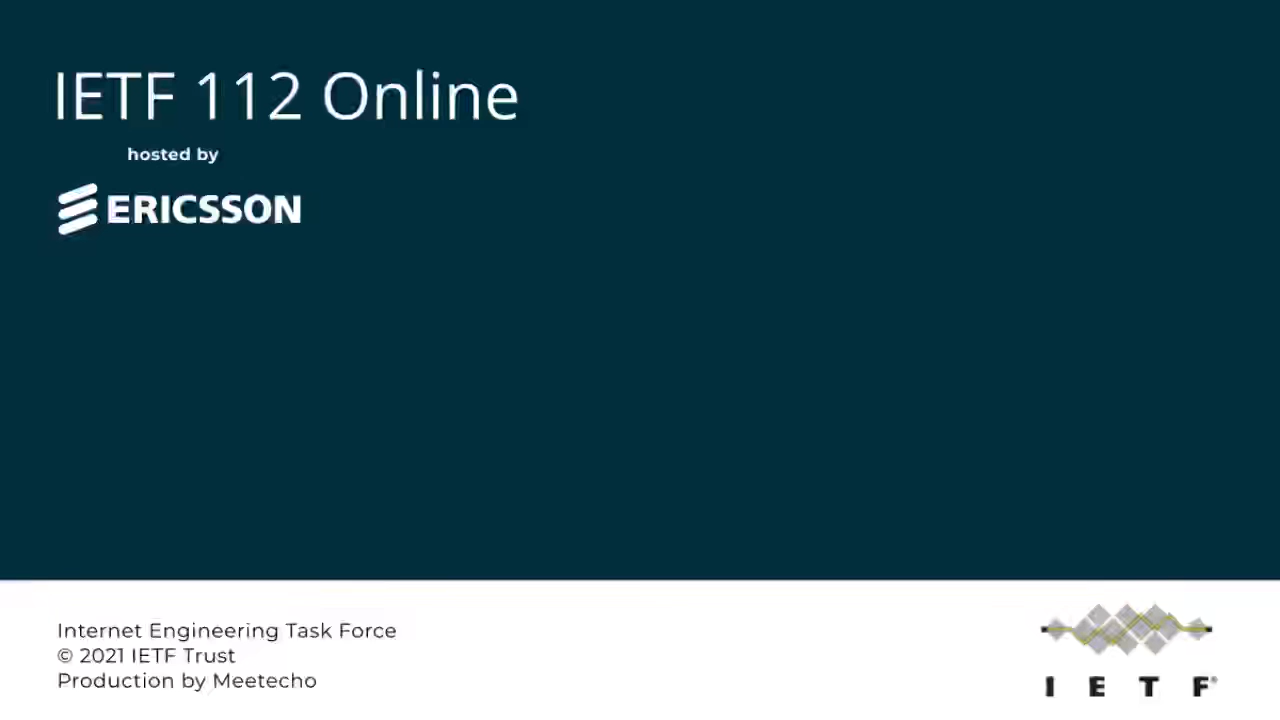 IETF 112 Online
hosted by
ERICSSON
Internet Engineering Task Force
© 2021 IETF Trust
Production by Meetecho
I E T F®